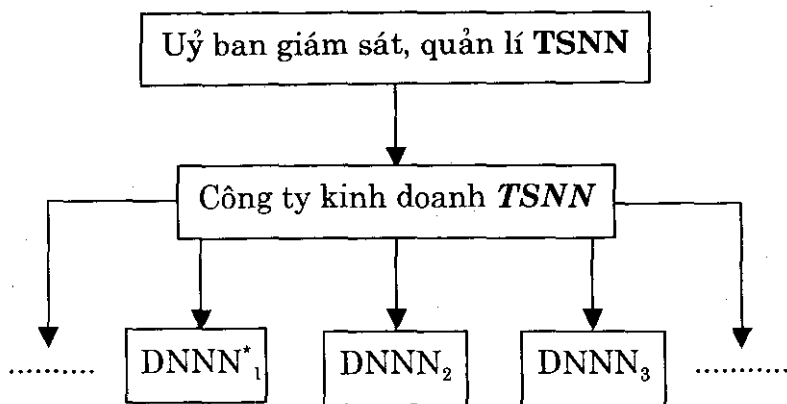 Uỷ ban giám sát, quản lí TSNN
Công ty kinh doanh TSNN
......... DNNN*₁ DNNN₂ DNNN₃ .........